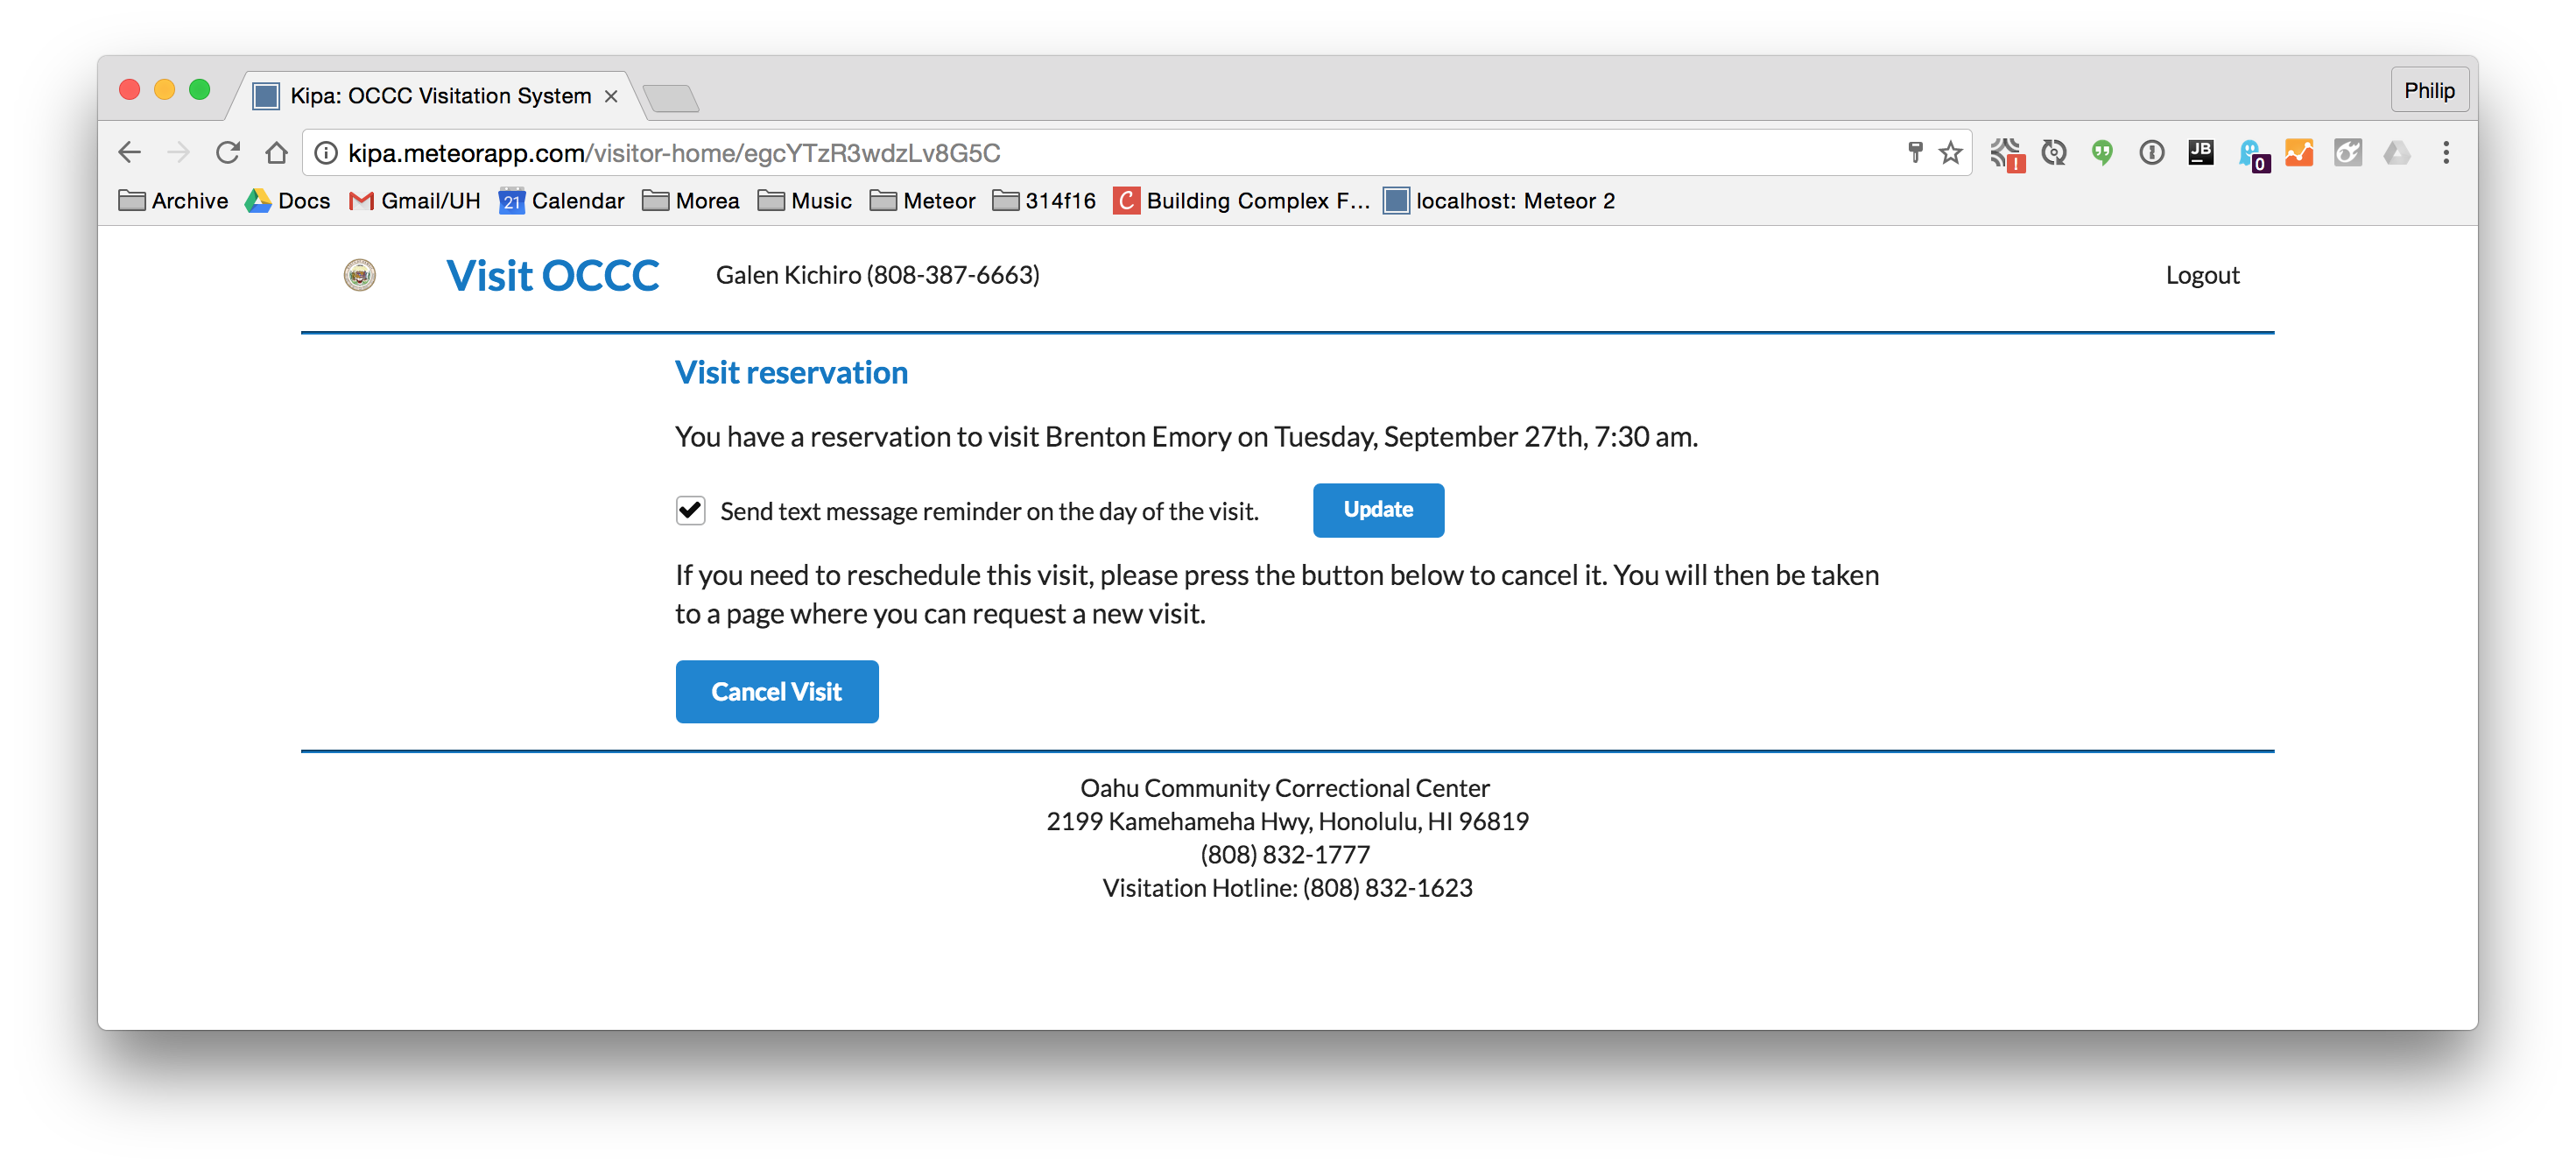 Kipa: OCCC Visitation System
Philip
kipa.meteorapp.com/visitor-home/egcYTzR3wdzLv8G5C
JB
0
Archive Docs Gmail/UH 21 Calendar Morea Music Meteor 314f16 C Building Complex F... localhost: Meteor 2
Visit OCCC Galen Kichiro (808-387-6663) Logout
Visit reservation
You have a reservation to visit Brenton Emory on Tuesday, September 27th, 7:30 am.
Send text message reminder on the day of the visit. Update
If you need to reschedule this visit, please press the button below to cancel it. You will then be taken
to a page where you can request a new visit.
Cancel Visit
Oahu Community Correctional Center
2199 Kamehameha Hwy, Honolulu, HI 96819
(808) 832-1777
Visitation Hotline: (808) 832-1623